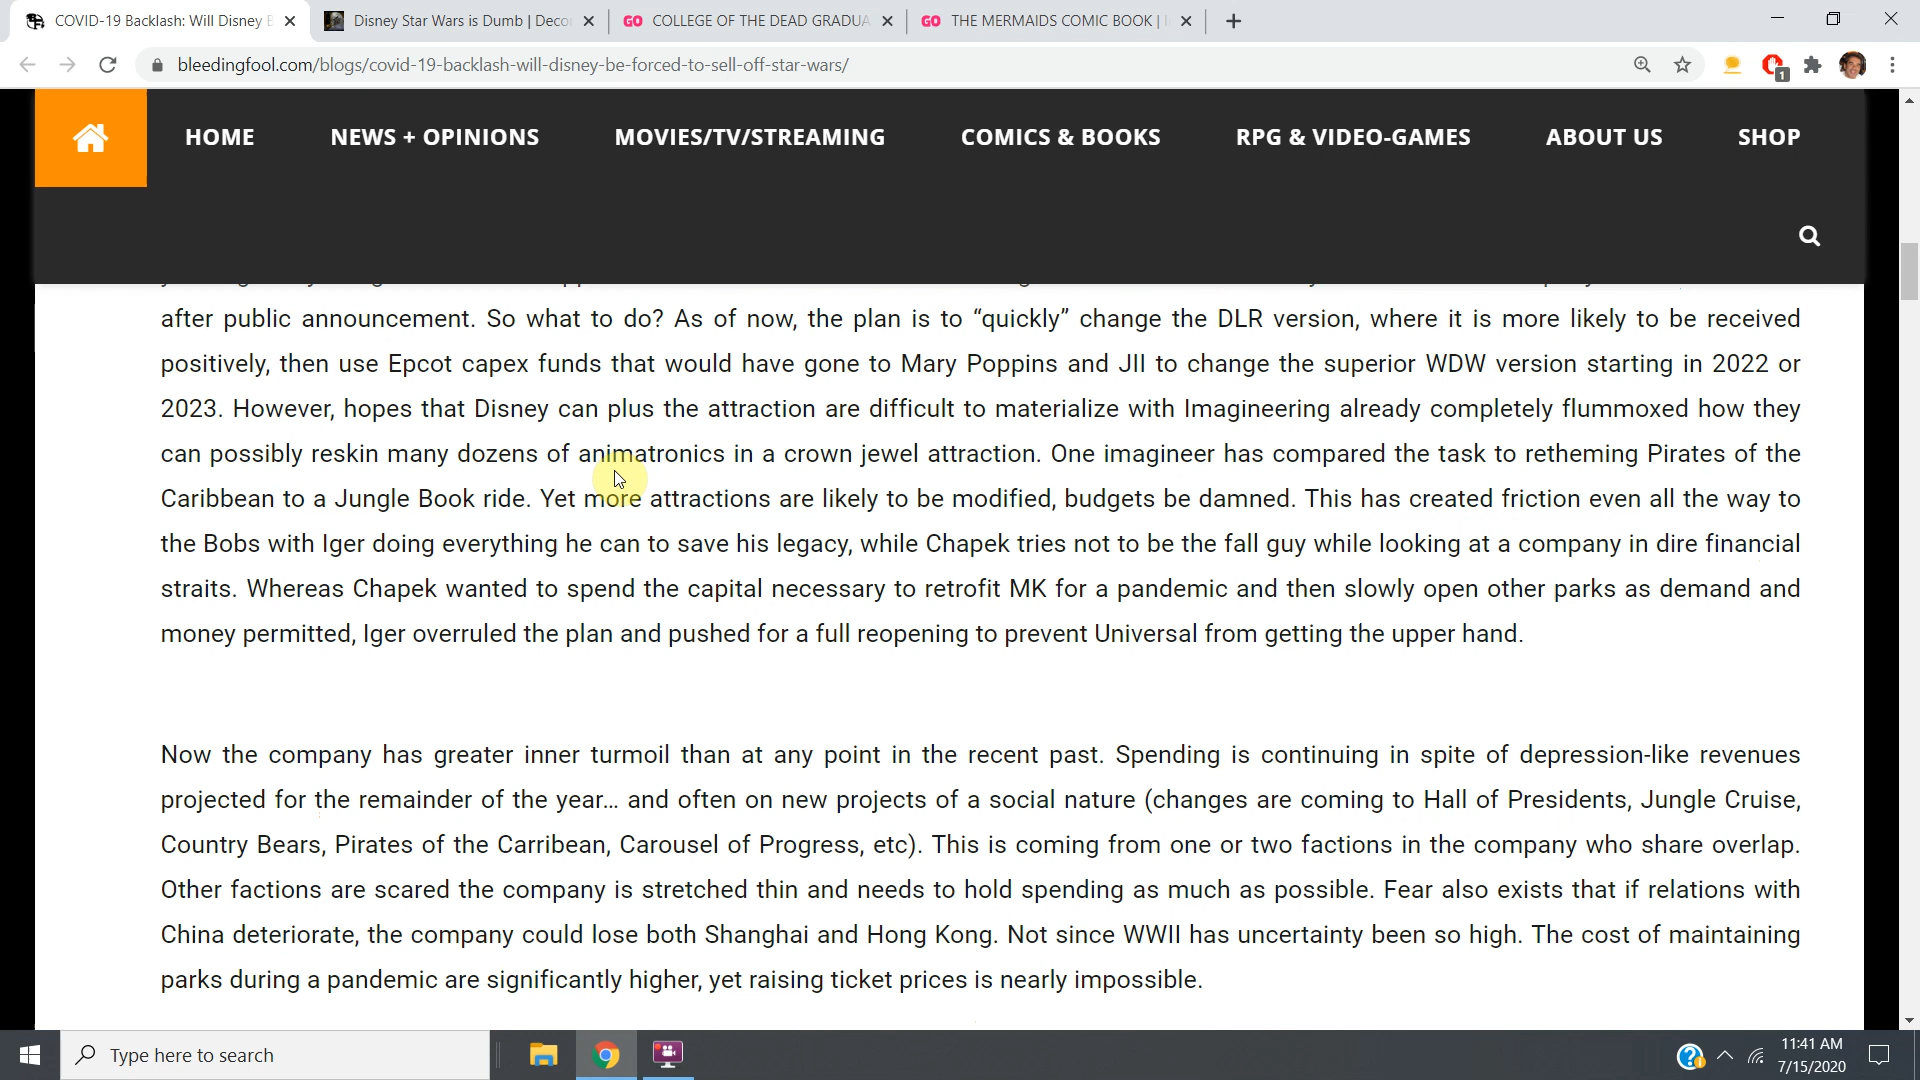 COVID-19 Backlash: Will Disney
Disney Star Wars is Dumb | Deco
GO COLLEGE OF THE DEAD GRADUA
GO THE MERMAIDS COMIC BOOK |
bleedingfool.com/blogs/covid-19-backlash-will-disney-be-forced-to-sell-off-star-wars/
1
HOME NEWS + OPINIONS MOVIES/TV/STREAMING COMICS & BOOKS RPG & VIDEO-GAMES ABOUT US SHOP
after public announcement. So what to do? As of now, the plan is to “quickly” change the DLR version, where it is more likely to be received
positively, then use Epcot capex funds that would have gone to Mary Poppins and JII to change the superior WDW version starting in 2022 or
2023. However, hopes that Disney can plus the attraction are difficult to materialize with Imagineering already completely flummoxed how they
can possibly reskin many dozens of animatronics in a crown jewel attraction. One imagineer has compared the task to retheming Pirates of the
Caribbean to a Jungle Book ride. Yet more attractions are likely to be modified, budgets be damned. This has created friction even all the way to
the Bobs with Iger doing everything he can to save his legacy, while Chapek tries not to be the fall guy while looking at a company in dire financial
straits. Whereas Chapek wanted to spend the capital necessary to retrofit MK for a pandemic and then slowly open other parks as demand and
money permitted, Iger overruled the plan and pushed for a full reopening to prevent Universal from getting the upper hand.
Now the company has greater inner turmoil than at any point in the recent past. Spending is continuing in spite of depression-like revenues
projected for the remainder of the year… and often on new projects of a social nature (changes are coming to Hall of Presidents, Jungle Cruise,
Country Bears, Pirates of the Carribean, Carousel of Progress, etc). This is coming from one or two factions in the company who share overlap.
Other factions are scared the company is stretched thin and needs to hold spending as much as possible. Fear also exists that if relations with
China deteriorate, the company could lose both Shanghai and Hong Kong. Not since WWII has uncertainty been so high. The cost of maintaining
parks during a pandemic are significantly higher, yet raising ticket prices is nearly impossible.
Type here to search
11:41 AM
7/15/2020